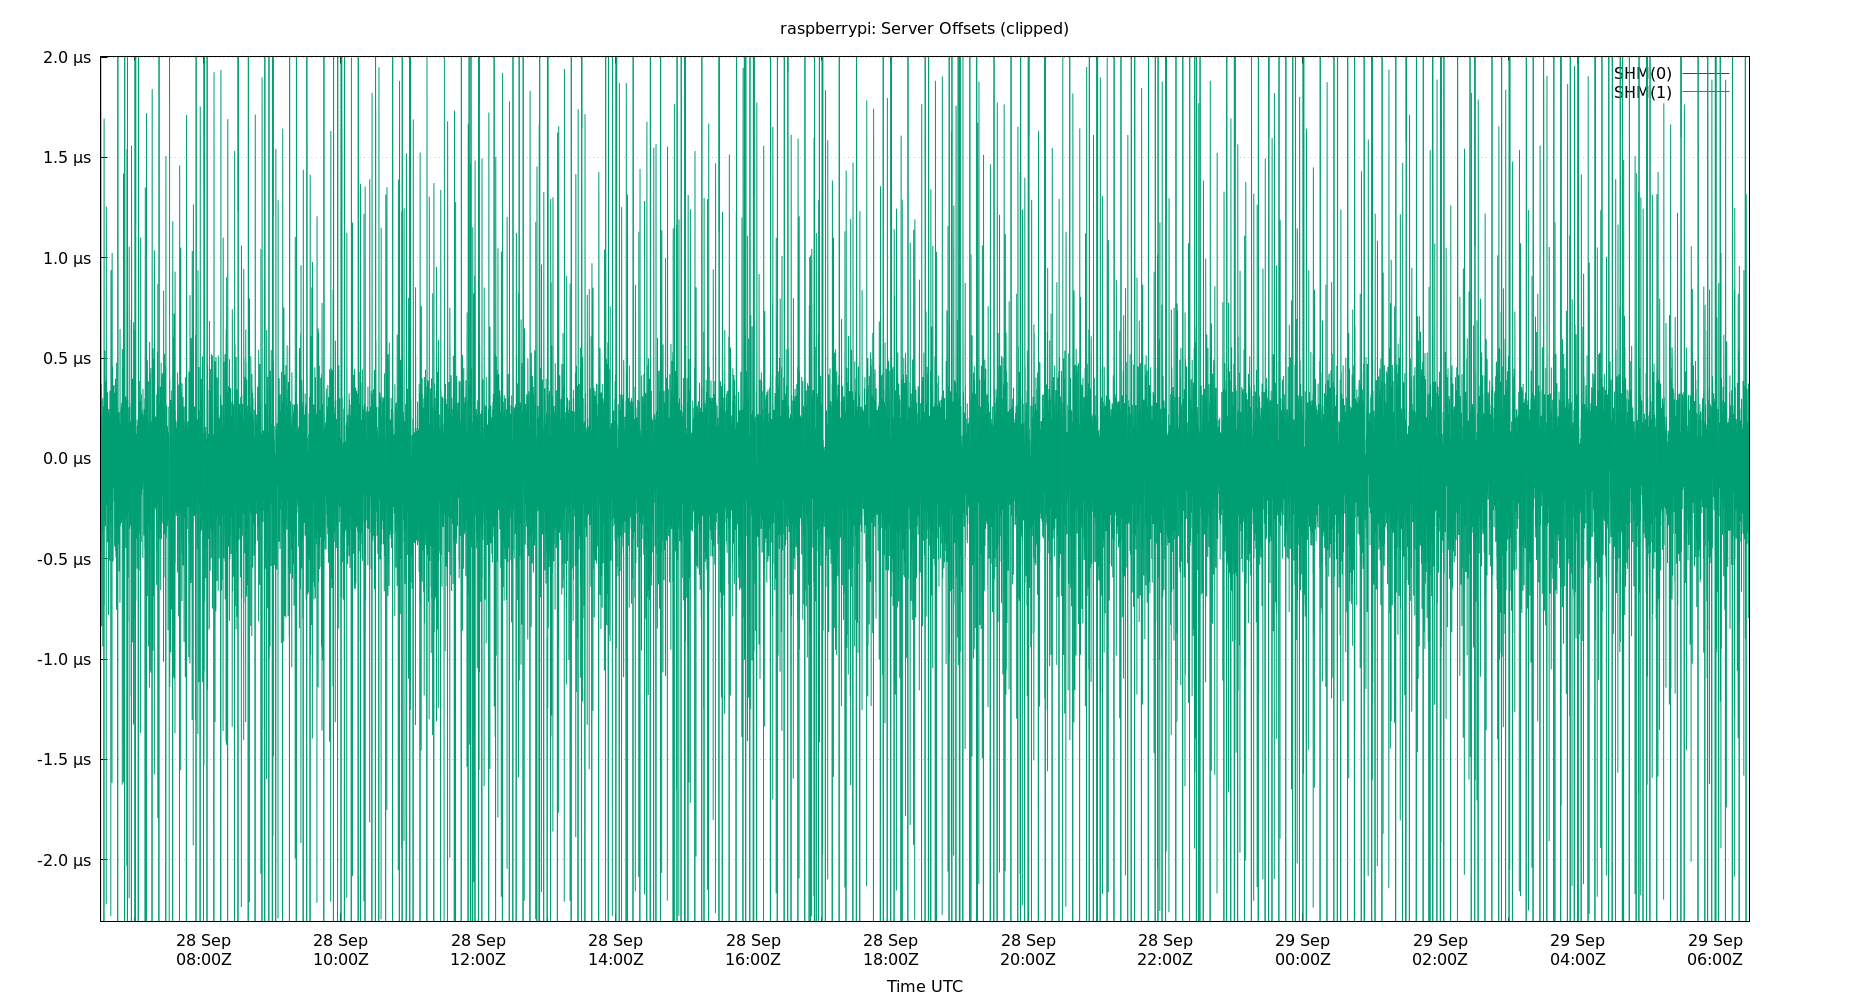 raspberrypi: Server Offsets (clipped)
2.0 µs
1.5 µs
1.0 µs
0.5 µs
0.0 µs
-0.5 µs
-1.0 µs
-1.5 µs
-2.0 µs
SHM(0)
SHM(1)
28 Sep 28 Sep 28 Sep 28 Sep 28 Sep 28 Sep 28 Sep 28 Sep 29 Sep 29 Sep 29 Sep 29 Sep
08:00Z 10:00Z 12:00Z 14:00Z 16:00Z 18:00Z 20:00Z 22:00Z 00:00Z 02:00Z 04:00Z 06:00Z
Time UTC